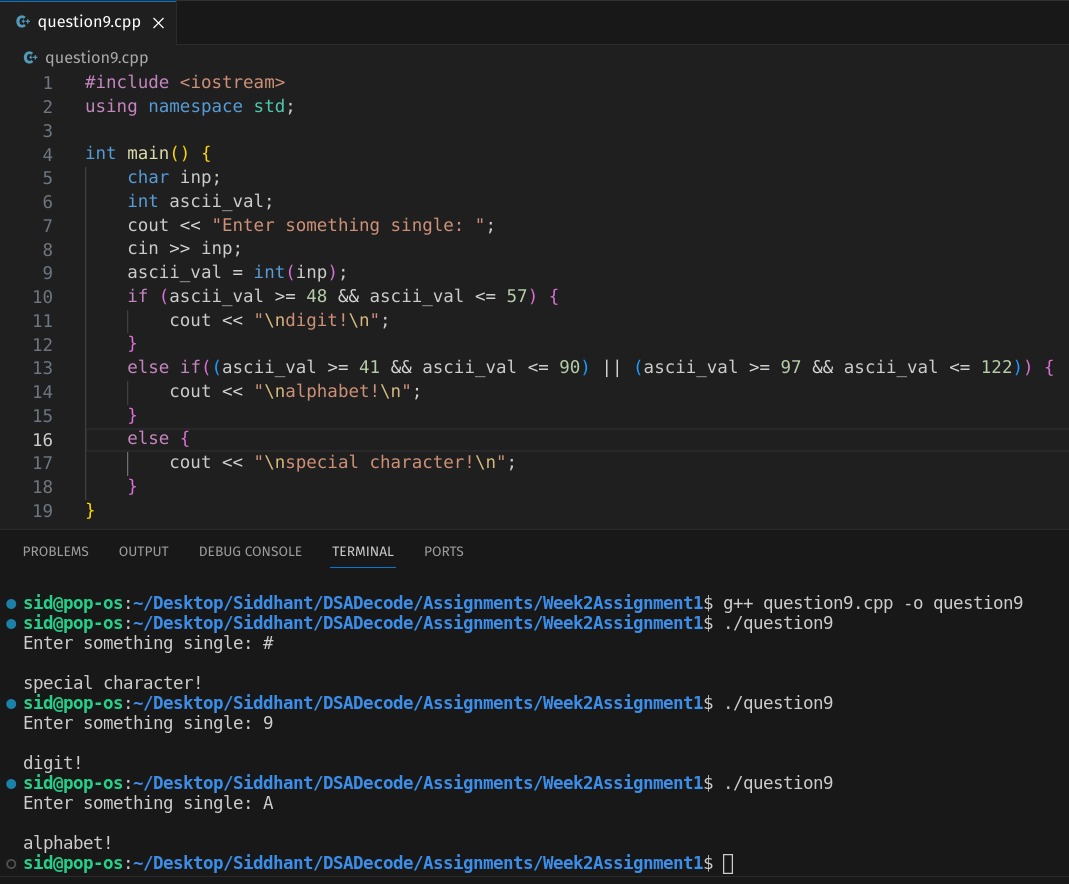 question9.cpp
question9.cpp
1 #include <iostream>
2 using namespace std;
3
4 int main() {
5     char inp;
6     int ascii_val;
7     cout << "Enter something single: ";
8     cin >> inp;
9     ascii_val = int(inp);
10     if (ascii_val >= 48 && ascii_val <= 57) {
11         cout << "\ndigit!\n";
12     }
13     else if((ascii_val >= 41 && ascii_val <= 90) || (ascii_val >= 97 && ascii_val <= 122)) {
14         cout << "\nalphabet!\n";
15     }
16     else {
17         cout << "\nspecial character!\n";
18     }
19 }
PROBLEMS OUTPUT DEBUG CONSOLE TERMINAL PORTS
sid@pop-os:~/Desktop/Siddhant/DSADecode/Assignments/Week2Assignment1$ g++ question9.cpp -o question9
sid@pop-os:~/Desktop/Siddhant/DSADecode/Assignments/Week2Assignment1$ ./question9
Enter something single: #
special character!
sid@pop-os:~/Desktop/Siddhant/DSADecode/Assignments/Week2Assignment1$ ./question9
Enter something single: 9
digit!
sid@pop-os:~/Desktop/Siddhant/DSADecode/Assignments/Week2Assignment1$ ./question9
Enter something single: A
alphabet!
sid@pop-os:~/Desktop/Siddhant/DSADecode/Assignments/Week2Assignment1$